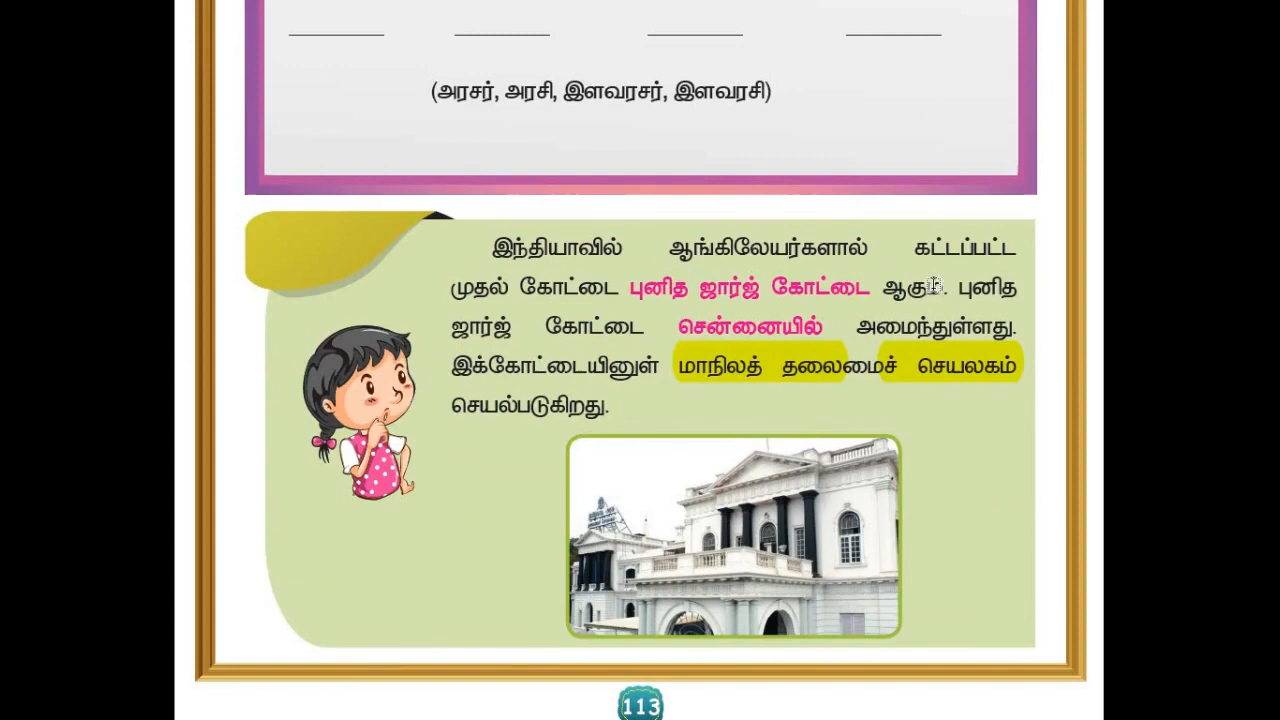 (அரசர், அரசி, இளவரசர், இளவரசி)
இந்தியாவில் ஆங்கிலேயர்களால் கட்டப்பட்ட
முதல் கோட்டை புனித ஜார்ஜ் கோட்டை ஆகும். புனித
ஜார்ஜ் கோட்டை சென்னையில் அமைந்துள்ளது.
இக்கோட்டையினுள் மாநிலத் தலைமைச் செயலகம்
செயல்படுகிறது.
113